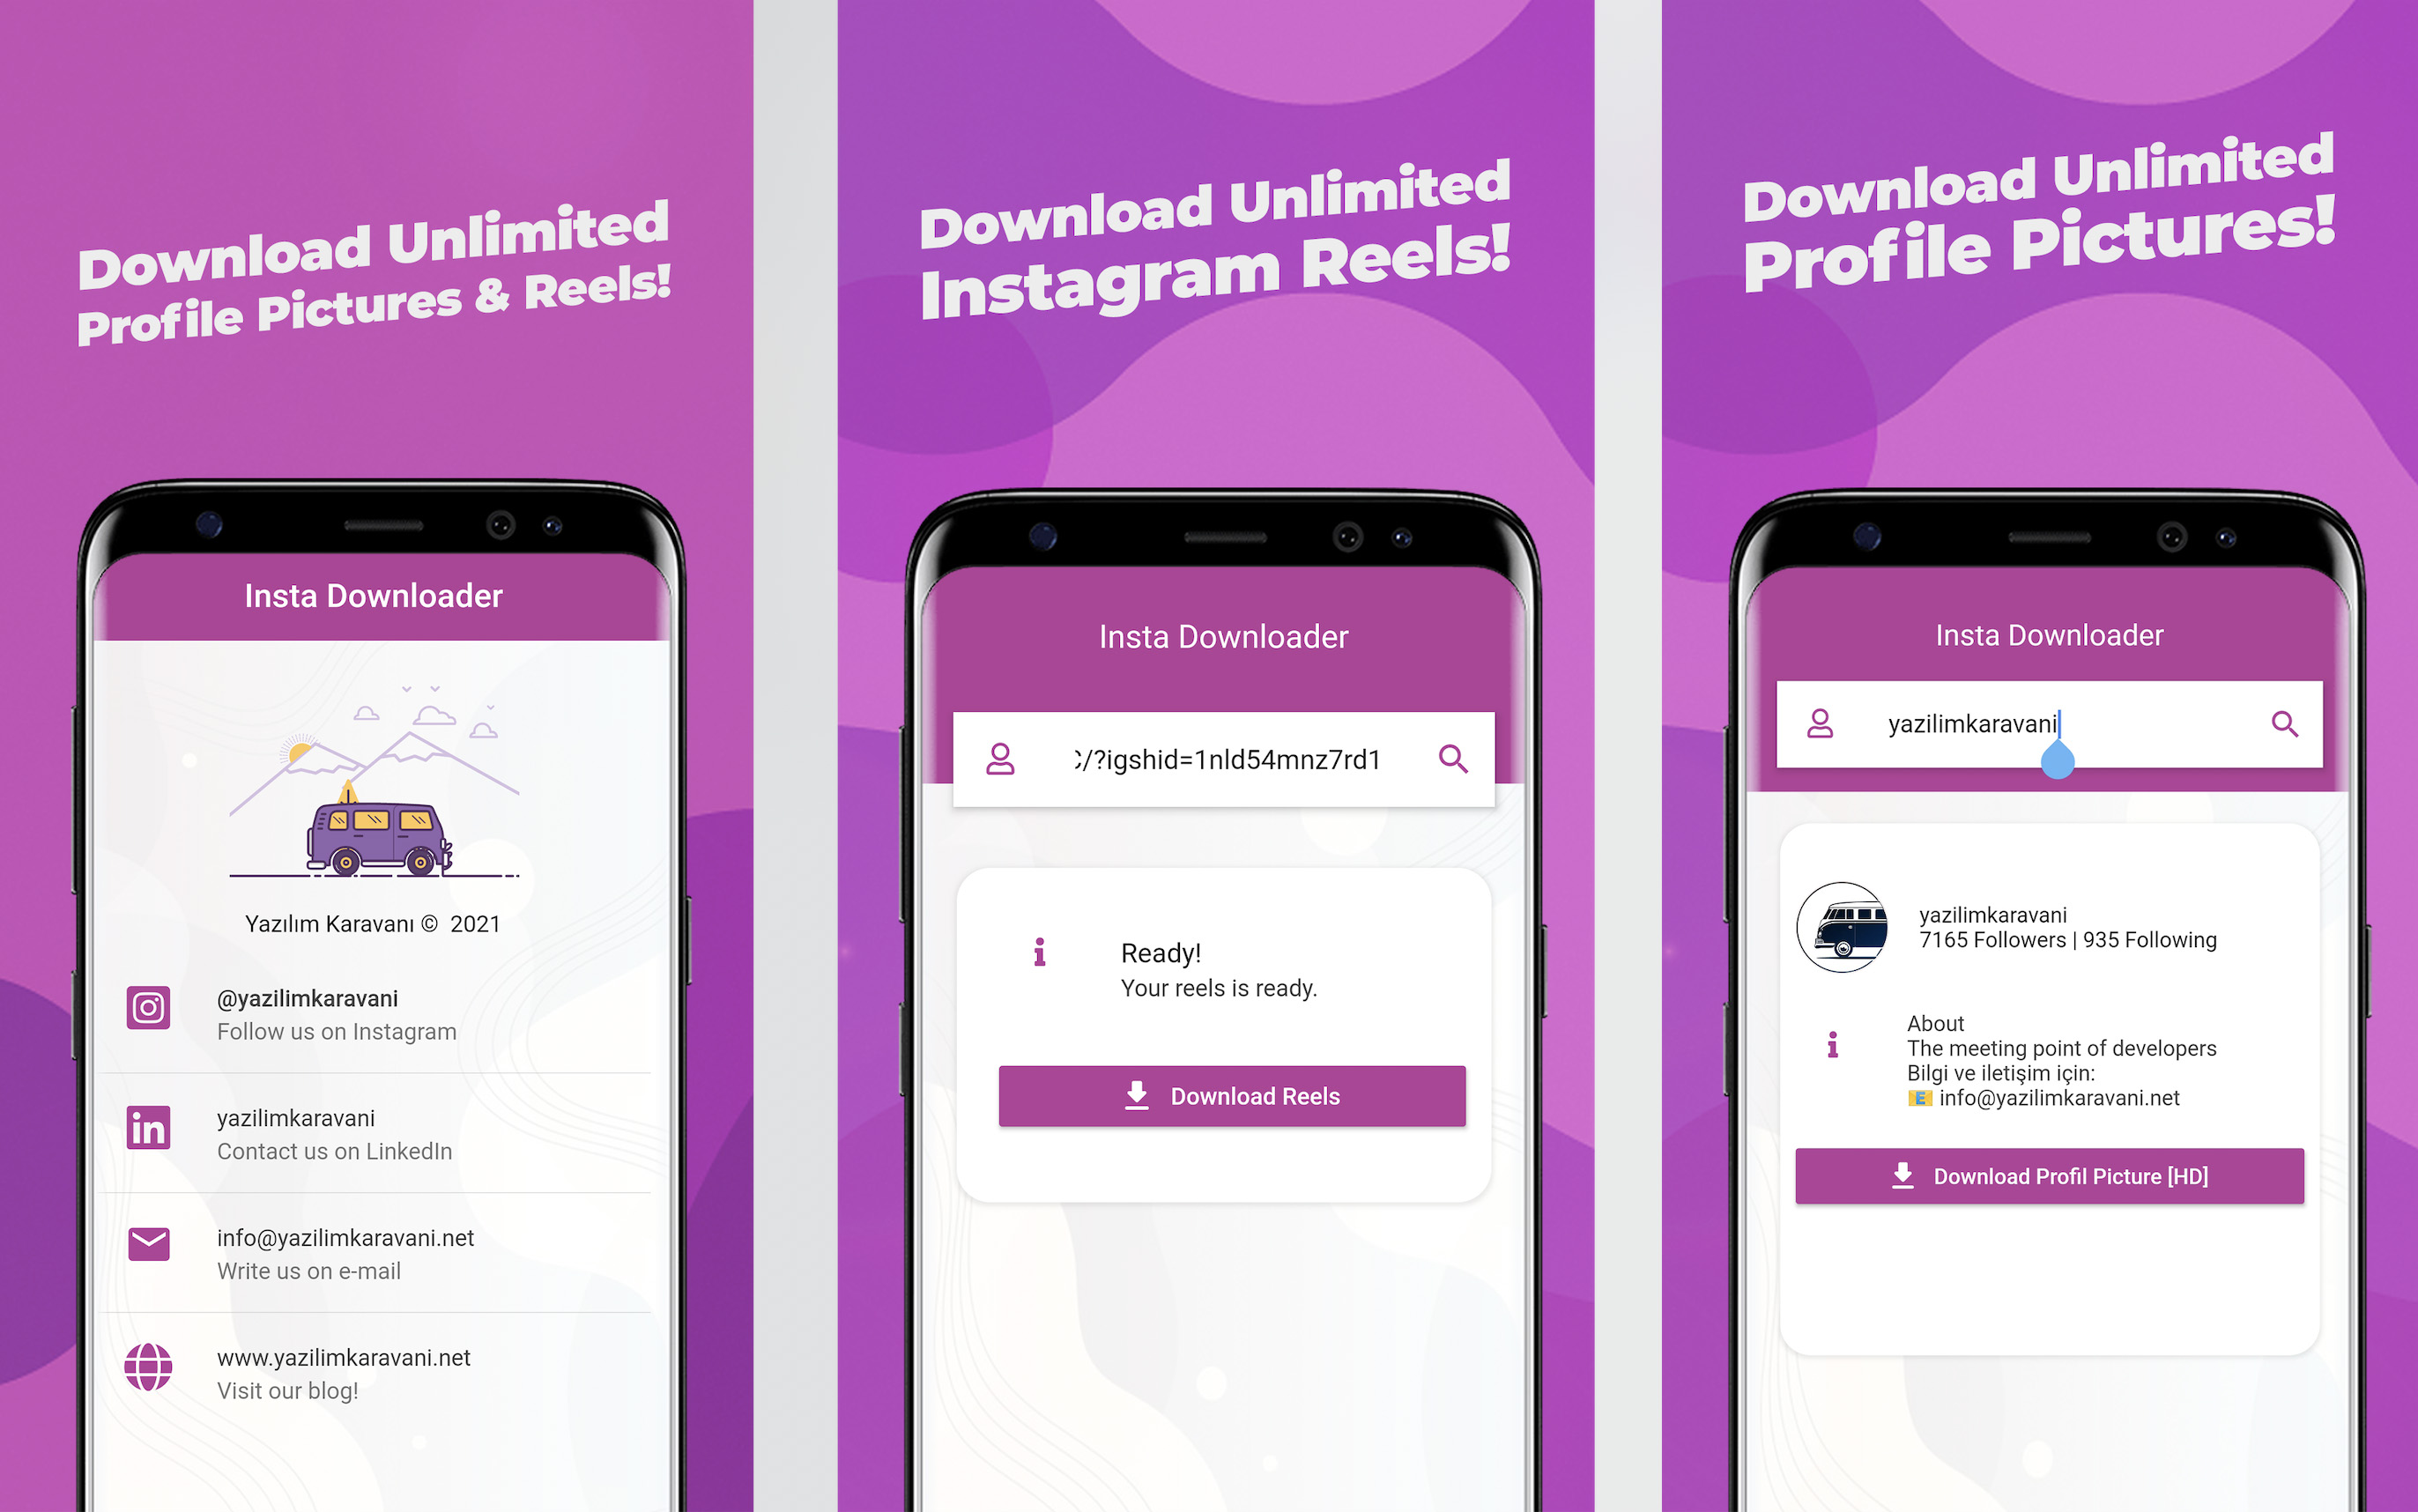 Download Unlimited
Profile Pictures & Reels!
Insta Downloader
Yazılım Karavanı © 2021
@yazilimkaravani
Follow us on Instagram
yazilimkaravani
Contact us on LinkedIn
info@yazilimkaravani.net
Write us on e-mail
www.yazilimkaravani.net
Visit our blog!
Download Unlimited
Instagram Reels!
Insta Downloader
/?igshid=1nld54mnz7rd1
Ready!
Your reels is ready.
Download Reels
Download Unlimited
Profile Pictures!
Insta Downloader
yazilimkaravani
yazilimkaravani
7165 Followers | 935 Following
About
The meeting point of developers
Bilgi ve iletişim için:
📧 info@yazilimkaravani.net
Download Profil Picture [HD]